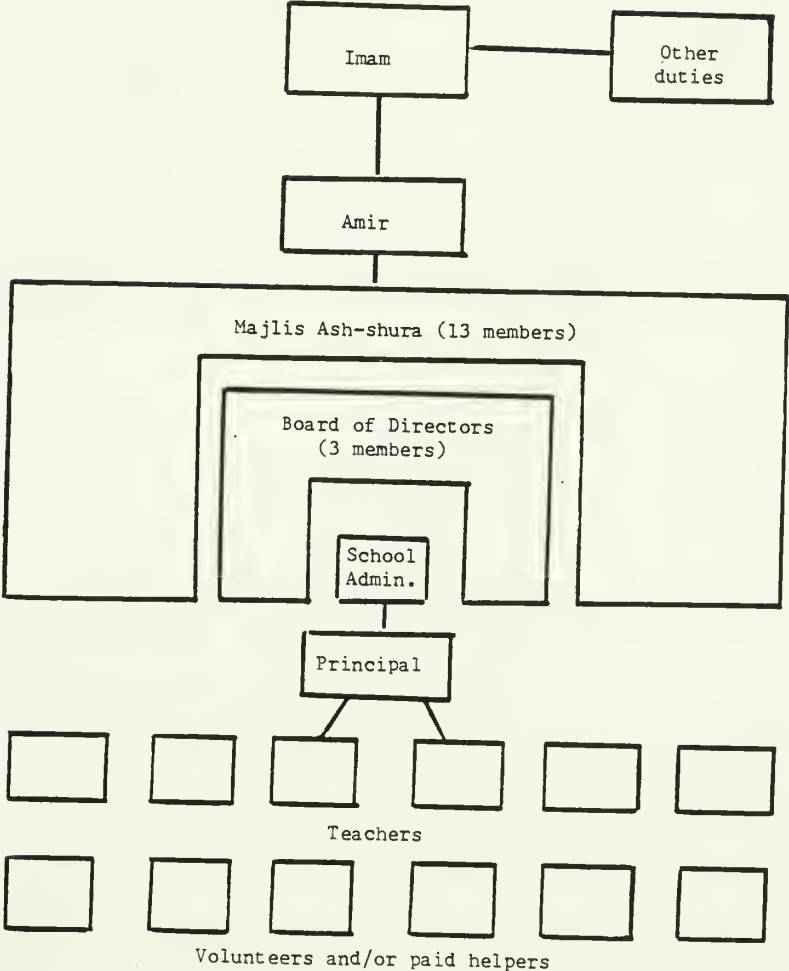 Imam
Other
duties
Amir
Majlis Ash-shura (13 members)
Board of Directors
(3 members)
School
Admin.
Principal
Teachers
Volunteers and/or paid helpers